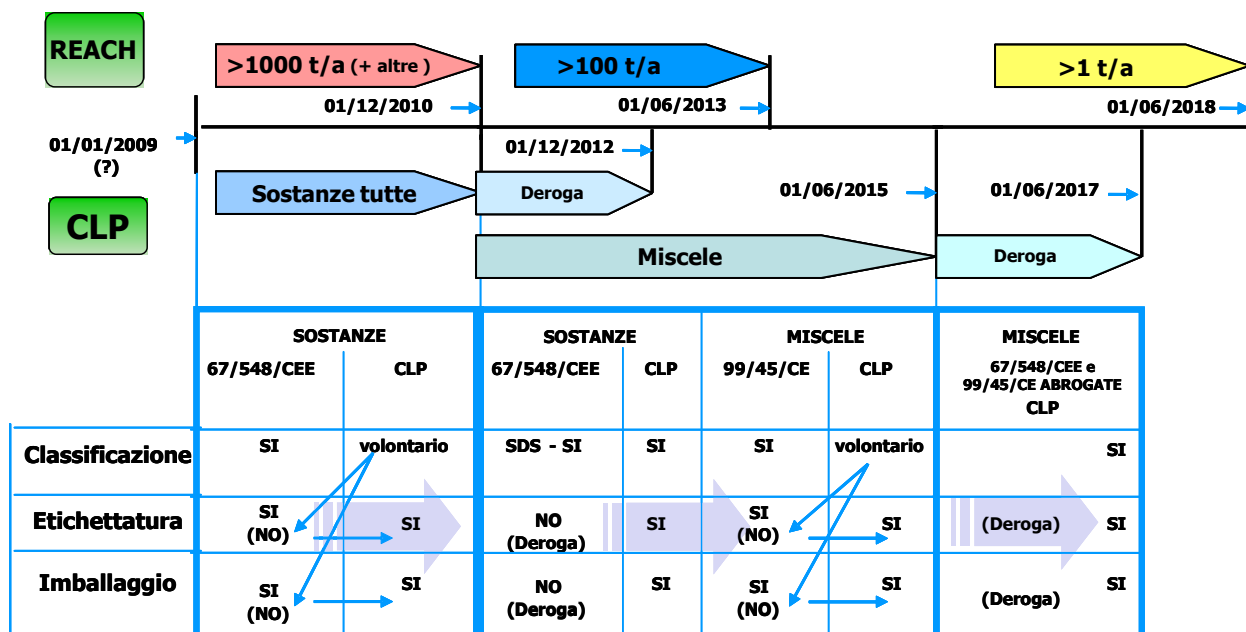 REACH
>1000 t/a (+ altre )
>100 t/a
>1 t/a
01/12/2010
01/06/2013
01/06/2018
01/01/2009
(?)
01/12/2012
01/06/2015
01/06/2017
CLP
Sostanze tutte
Deroga
Miscele
Deroga
SOSTANZE
SOSTANZE
MISCELE
MISCELE
67/548/CEE
CLP
67/548/CEE
CLP
99/45/CE
CLP
67/548/CEE e
99/45/CE ABROGATE
CLP
Classificazione
SI
volontario
SDS - SI
SI
SI
volontario
SI
Etichettatura
SI
(NO)
SI
NO
(Deroga)
SI
SI
(NO)
SI
(Deroga)
SI
Imballaggio
SI
(NO)
SI
NO
(Deroga)
SI
SI
(NO)
SI
(Deroga)
SI